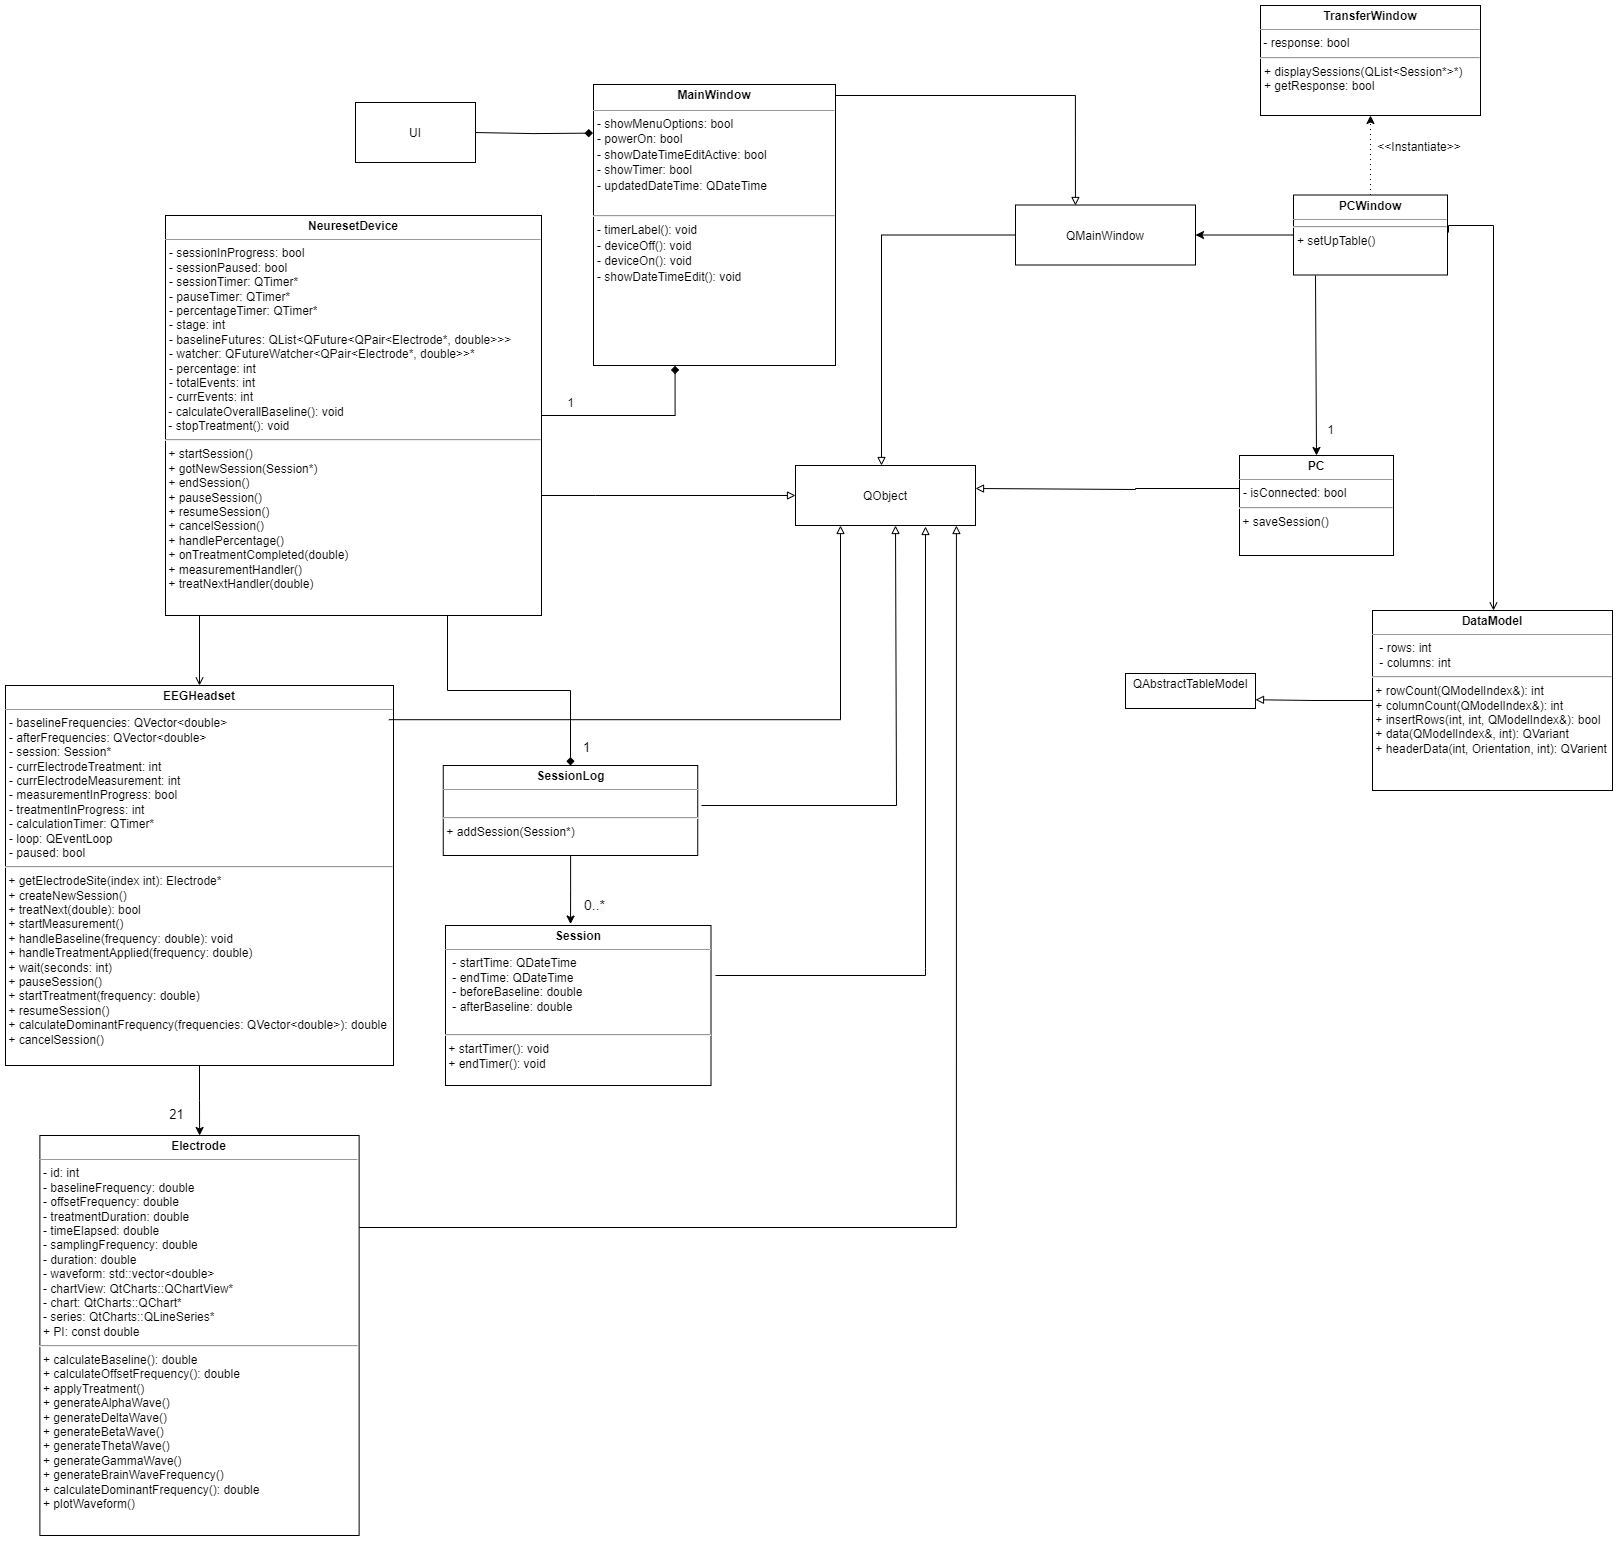 TransferWindow
- response: bool
+ displaySessions(QList<Session*>*)
+ getResponse: bool
<<Instantiate>>
UI
MainWindow
- showMenuOptions: bool
- powerOn: bool
- showDateTimeEditActive: bool
- showTimer: bool
- updatedDateTime: QDateTime
- timerLabel(): void
- deviceOff(): void
- deviceOn(): void
- showDateTimeEdit(): void
QMainWindow
PCWindow
+ setUpTable()
NeuresetDevice
- sessionInProgress: bool
- sessionPaused: bool
- sessionTimer: QTimer*
- pauseTimer: QTimer*
- percentageTimer: QTimer*
- stage: int
- baselineFutures: QList<QFuture<QPair<Electrode*, double>>>
- watcher: QFutureWatcher<QPair<Electrode*, double>>*
- percentage: int
- totalEvents: int
- currEvents: int
- calculateOverallBaseline(): void
- stopTreatment(): void
+ startSession()
+ gotNewSession(Session*)
+ endSession()
+ pauseSession()
+ resumeSession()
+ cancelSession()
+ handlePercentage()
+ onTreatmentCompleted(double)
+ measurementHandler()
+ treatNextHandler(double)
1
1
QObject
PC
- isConnected: bool
+ saveSession()
DataModel
- rows: int
- columns: int
+ rowCount(QModelIndex&): int
+ columnCount(QModelIndex&): int
+ insertRows(int, int, QModelIndex&): bool
+ data(QModelIndex&, int): QVariant
+ headerData(int, Orientation, int): QVarient
QAbstractTableModel
EEGHeadset
- baselineFrequencies: QVector<double>
- afterFrequencies: QVector<double>
- session: Session*
- currElectrodeTreatment: int
- currElectrodeMeasurement: int
- measurementInProgress: bool
- treatmentInProgress: int
- calculationTimer: QTimer*
- loop: QEventLoop
- paused: bool
+ getElectrodeSite(index int): Electrode*
+ createNewSession()
+ treatNext(double): bool
+ startMeasurement()
+ handleBaseline(frequency: double): void
+ handleTreatmentApplied(frequency: double)
+ wait(seconds: int)
+ pauseSession()
+ startTreatment(frequency: double)
+ resumeSession()
+ calculateDominantFrequency(frequencies: QVector<double>): double
+ cancelSession()
1
SessionLog
+ addSession(Session*)
0..*
Session
- startTime: QDateTime
- endTime: QDateTime
- beforeBaseline: double
- afterBaseline: double
+ startTimer(): void
+ endTimer(): void
21
Electrode
- id: int
- baselineFrequency: double
- offsetFrequency: double
- treatmentDuration: double
- timeElapsed: double
- samplingFrequency: double
- duration: double
- waveform: std::vector<double>
- chartView: QtCharts::QChartView*
- chart: QtCharts::QChart*
- series: QtCharts::QLineSeries*
+ PI: const double
+ calculateBaseline(): double
+ calculateOffsetFrequency(): double
+ applyTreatment()
+ generateAlphaWave()
+ generateDeltaWave()
+ generateBetaWave()
+ generateThetaWave()
+ generateGammaWave()
+ generateBrainWaveFrequency()
+ calculateDominantFrequency(): double
+ plotWaveform()